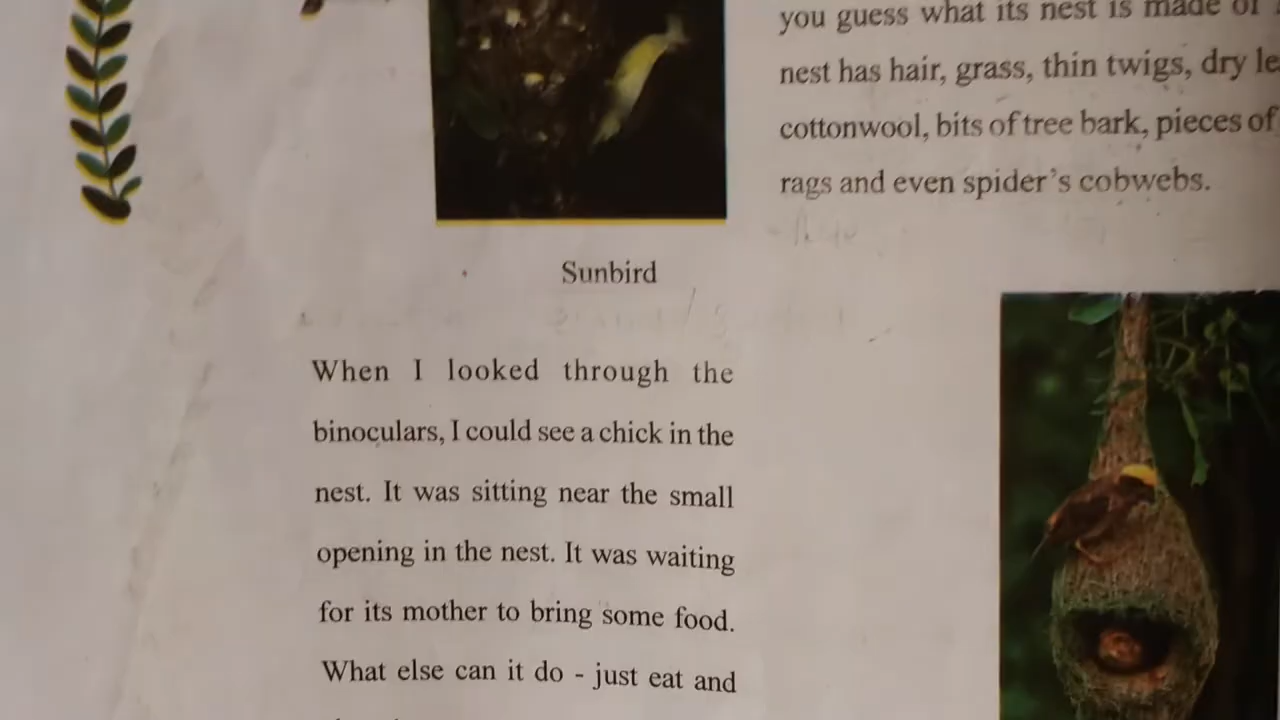 Sunbird
When I looked through the
binoculars, I could see a chick in the
nest. It was sitting near the small
opening in the nest. It was waiting
for its mother to bring some food.
What else can it do - just eat and
you guess what its nest is made of
nest has hair, grass, thin twigs, dry le
cottonwool, bits of tree bark, pieces of
rags and even spider's cobwebs.